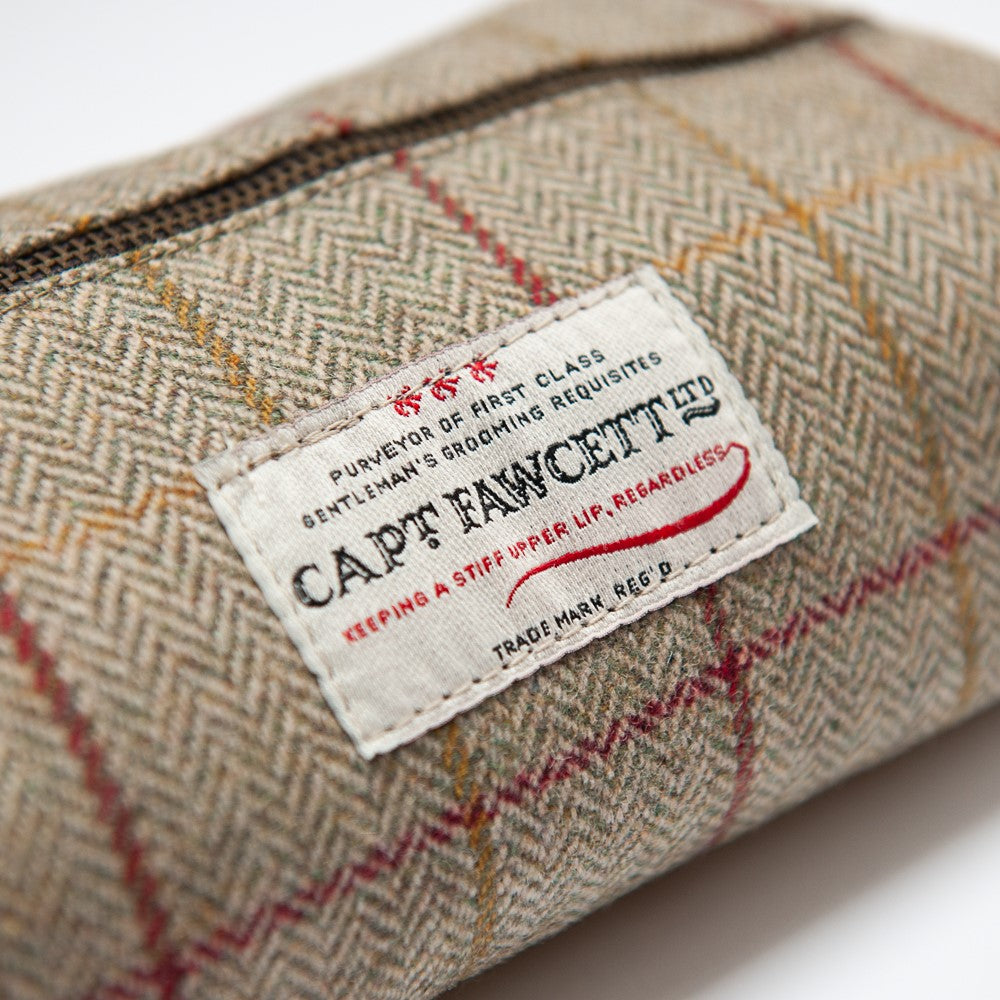 PURVEYOR OF FIRST CLASS
GENTLEMAN'S GROOMING REQUISITES
CAPT. FAWCETT LTD
KEEPING A STIFF UPPER LIP, REGARDLESS
TRADE MARK REG'D